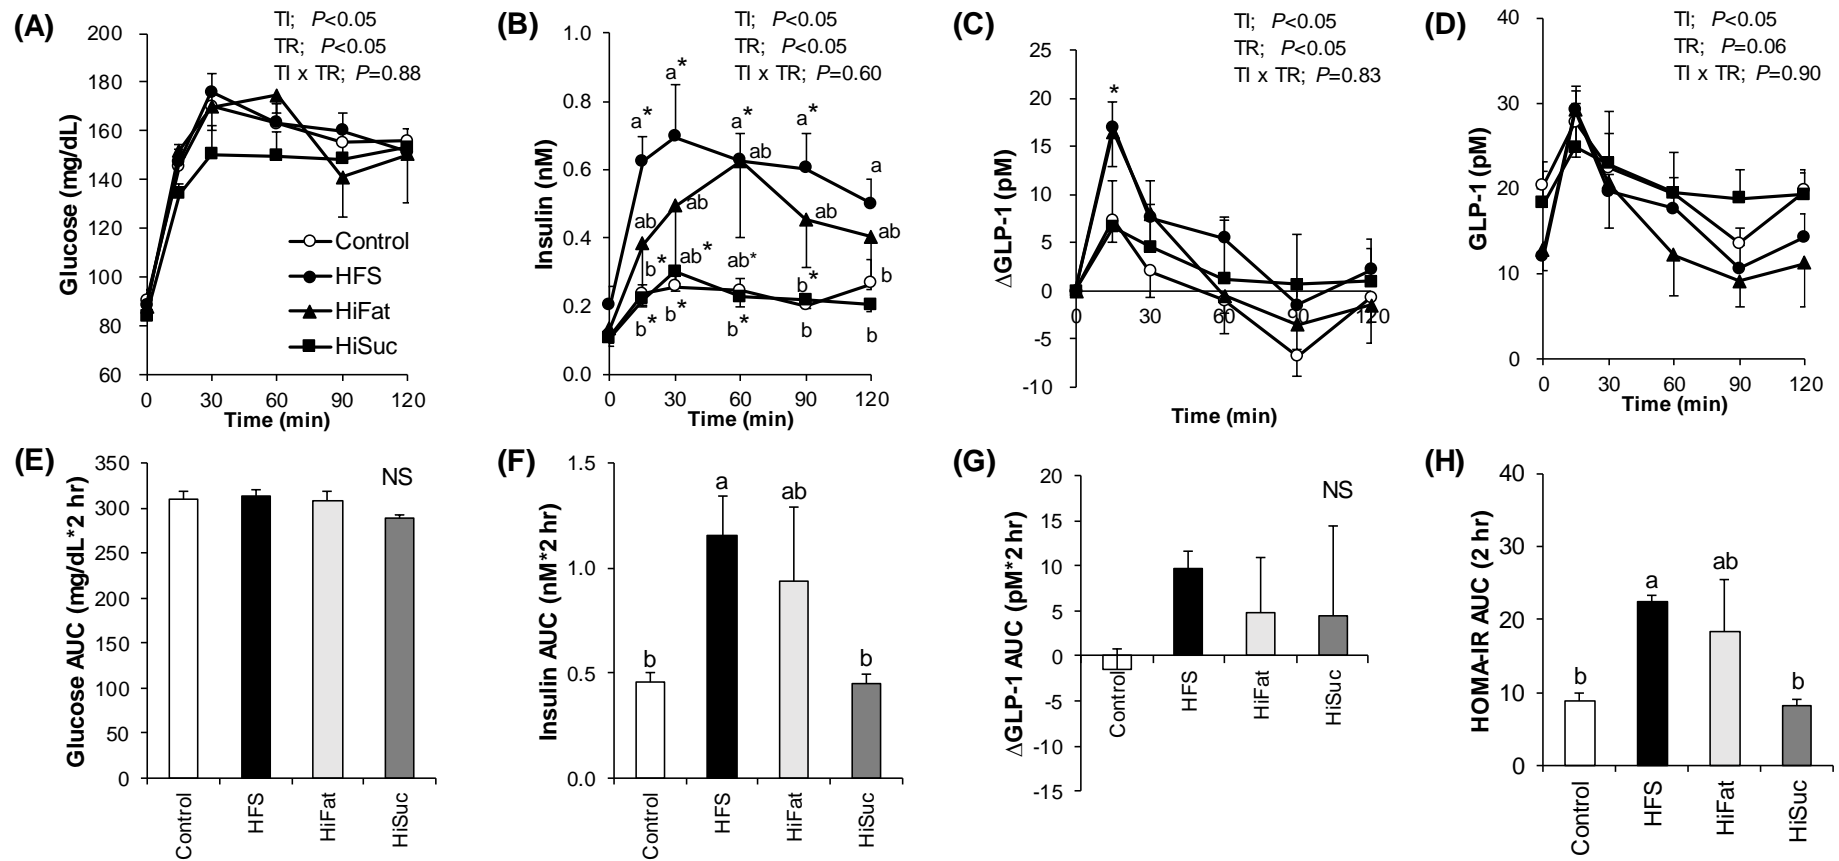 (A)
TI; P<0.05
TR; P<0.05
TI x TR; P=0.88
Glucose (mg/dL)
200
180
160
140
120
100
80
60
Control
HFS
HiFat
HiSuc
0 30 60 90 120
Time (min)
(B)
TI; P<0.05
TR; P<0.05
TI x TR; P=0.60
Insulin (nM)
1.0
0.8
0.6
0.4
0.2
0.0
a* a* a* a* a
ab ab ab ab ab
b* ab* ab* b* b
b* b* b* b b
0 30 60 90 120
Time (min)
(C)
TI; P<0.05
TR; P<0.05
TI x TR; P=0.83
ΔGLP-1 (pM)
25
20
15
10
5
0
-5
-10
*
0 30 60 90 120
Time (min)
(D)
TI; P<0.05
TR; P=0.06
TI x TR; P=0.90
GLP-1 (pM)
40
30
20
10
0
0 30 60 90 120
Time (min)
(E)
NS
Glucose AUC (mg/dL*2 hr)
350
300
250
200
150
100
50
0
Control
HFS
HiFat
HiSuc
(F)
Insulin AUC (nM*2 hr)
1.5
1.0
0.5
0.0
b a ab b
Control
HFS
HiFat
HiSuc
(G)
NS
ΔGLP-1 AUC (pM*2 hr)
20
15
10
5
0
-5
-10
-15
Control
HFS
HiFat
HiSuc
(H)
HOMA-IR AUC (2 hr)
40
30
20
10
0
b a ab b
Control
HFS
HiFat
HiSuc